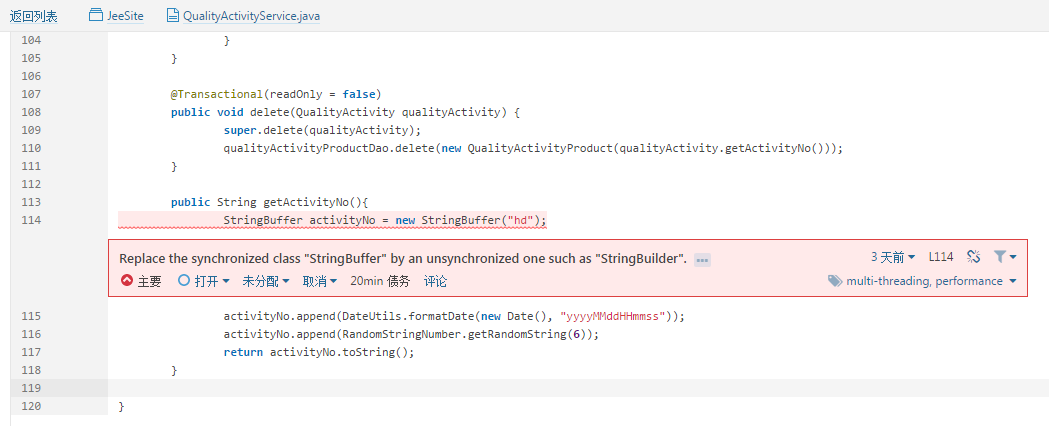 返回列表 JeeSite QualityActivityService.java
104 }
105 }
106
107 @Transactional(readOnly = false)
108 public void delete(QualityActivity qualityActivity) {
109 super.delete(qualityActivity);
110 qualityActivityProductDao.delete(new QualityActivityProduct(qualityActivity.getActivityNo()));
111 }
112
113 public String getActivityNo(){
114 StringBuffer activityNo = new StringBuffer("hd");
Replace the synchronized class "StringBuffer" by an unsynchronized one such as "StringBuilder". ... 3 天前 L114
主要 打开 未分配 取消 20min 债务 评论 multi-threading, performance
115 activityNo.append(DateUtils.formatDate(new Date(), "yyyyMMddHHmmss"));
116 activityNo.append(RandomStringNumber.getRandomString(6));
117 return activityNo.toString();
118 }
119
120 }